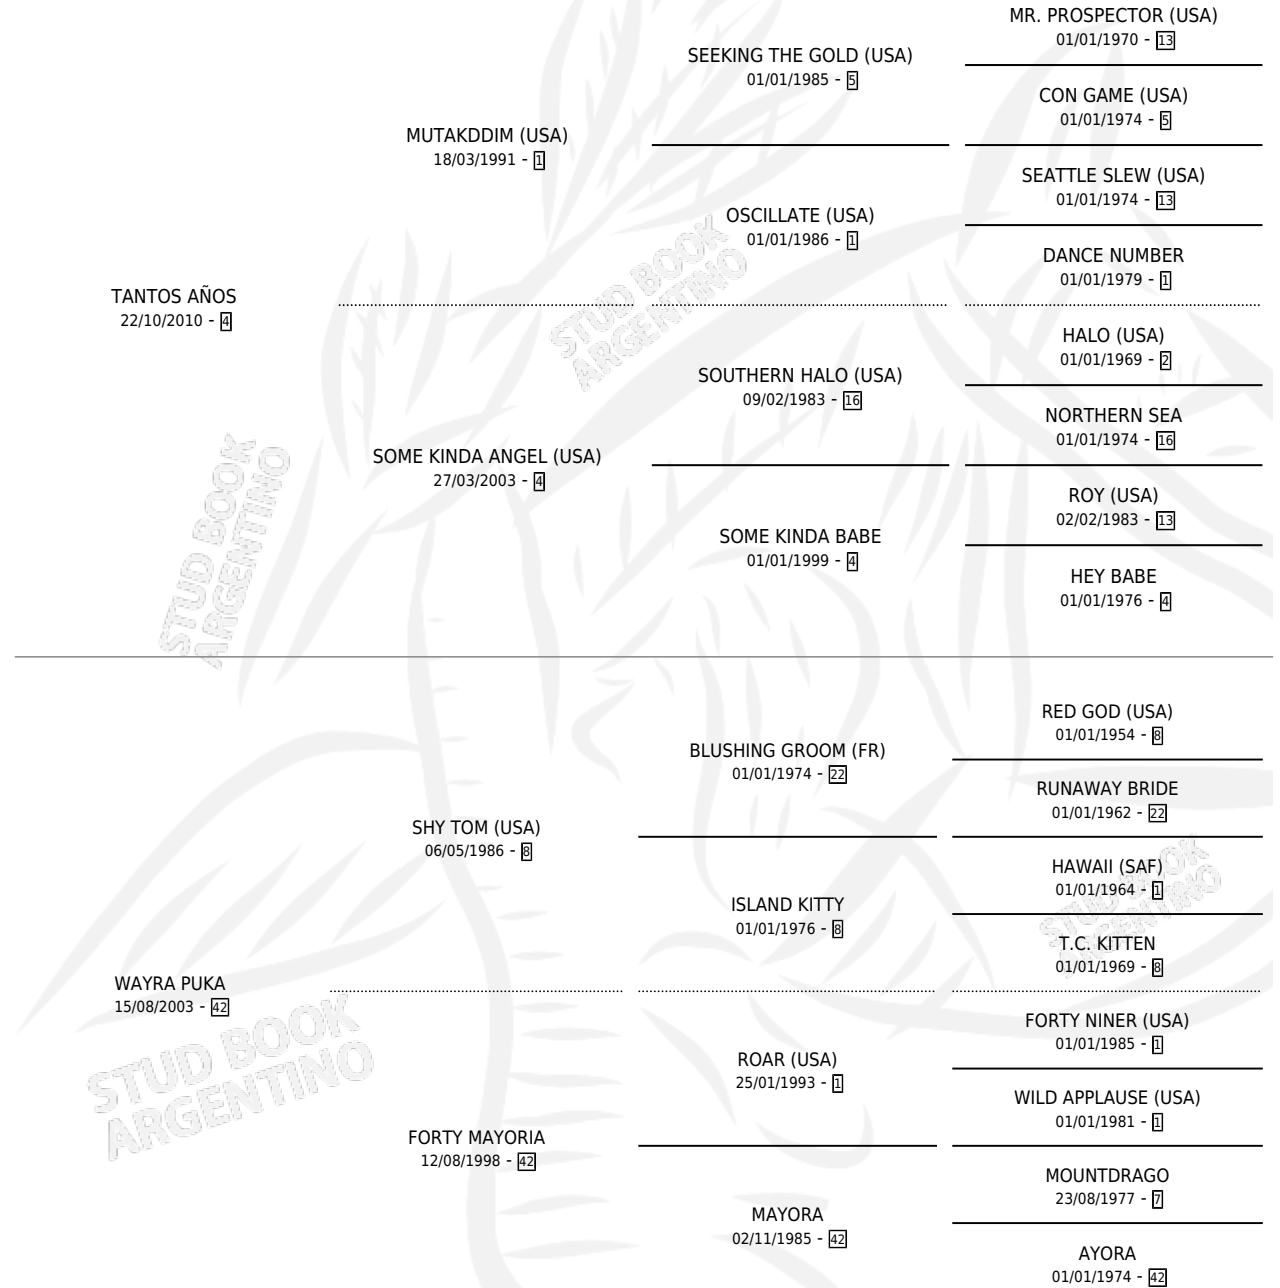 MR. PROSPECTOR (USA)
01/01/1970 - 13
SEEKING THE GOLD (USA)
01/01/1985 - 5
CON GAME (USA)
01/01/1974 - 5
MUTAKDDIM (USA)
18/03/1991 - 1
SEATTLE SLEW (USA)
01/01/1974 - 13
OSCILLATE (USA)
01/01/1986 - 1
DANCE NUMBER
01/01/1979 - 1
STUD BOOK
ARGENTINO
TANTOS AÑOS
22/10/2010 - 4
HALO (USA)
01/01/1969 - 2
SOUTHERN HALO (USA)
09/02/1983 - 16
NORTHERN SEA
01/01/1974 - 16
SOME KINDA ANGEL (USA)
27/03/2003 - 4
ROY (USA)
02/02/1983 - 13
SOME KINDA BABE
01/01/1999 - 4
HEY BABE
01/01/1976 - 4
STUD BOOK
ARGENTINO
RED GOD (USA)
01/01/1954 - 8
BLUSHING GROOM (FR)
01/01/1974 - 22
RUNAWAY BRIDE
01/01/1962 - 22
SHY TOM (USA)
06/05/1986 - 8
HAWAII (SAF)
01/01/1964 - 1
ISLAND KITTY
01/01/1976 - 8
T.C. KITTEN
01/01/1969 - 8
STUD BOOK
ARGENTINO
WAYRA PUKA
15/08/2003 - 42
FORTY NINER (USA)
01/01/1985 - 1
ROAR (USA)
25/01/1993 - 1
WILD APPLAUSE (USA)
01/01/1981 - 1
FORTY MAYORIA
12/08/1998 - 42
MOUNTDRAGO
23/08/1977 - 7
MAYORA
02/11/1985 - 42
AYORA
01/01/1974 - 42
STUD BOOK
ARGENTINO